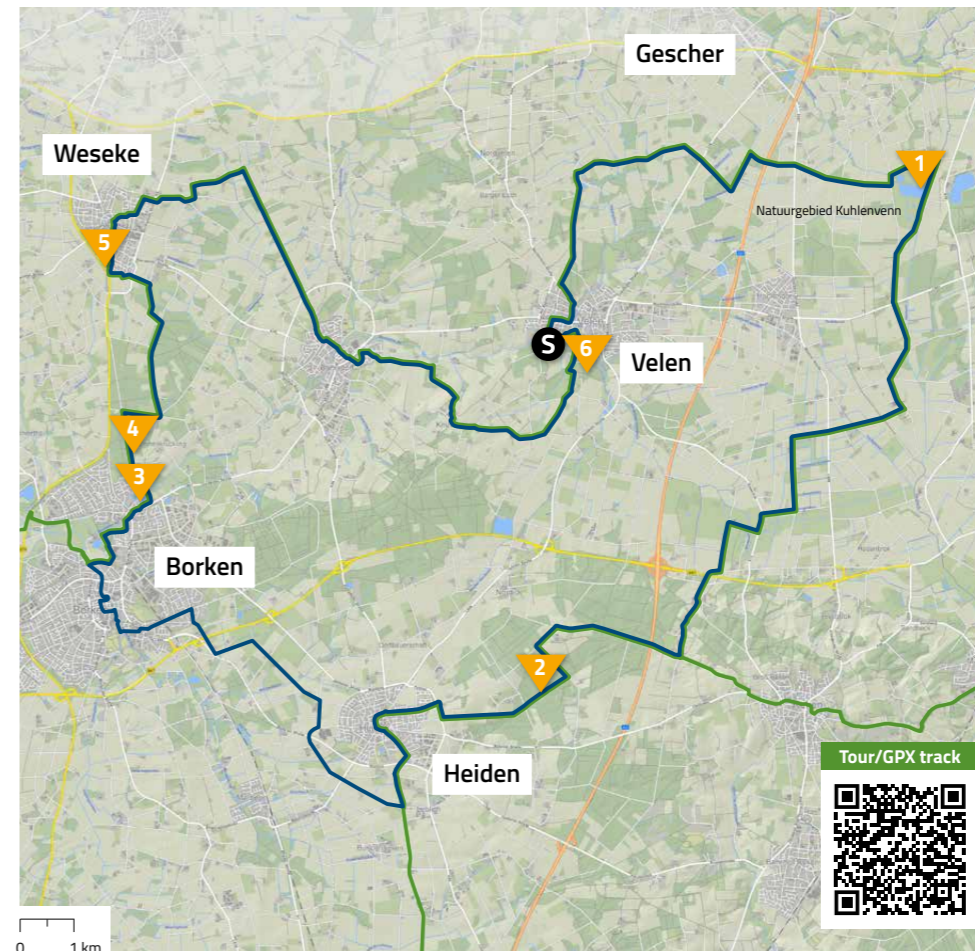 Gescher
Weseke
1
Natuurgebied Kuhlenvenn
5
S
6
Velen
4
3
Borken
2
Heiden
Tour/GPX track
0 1 km